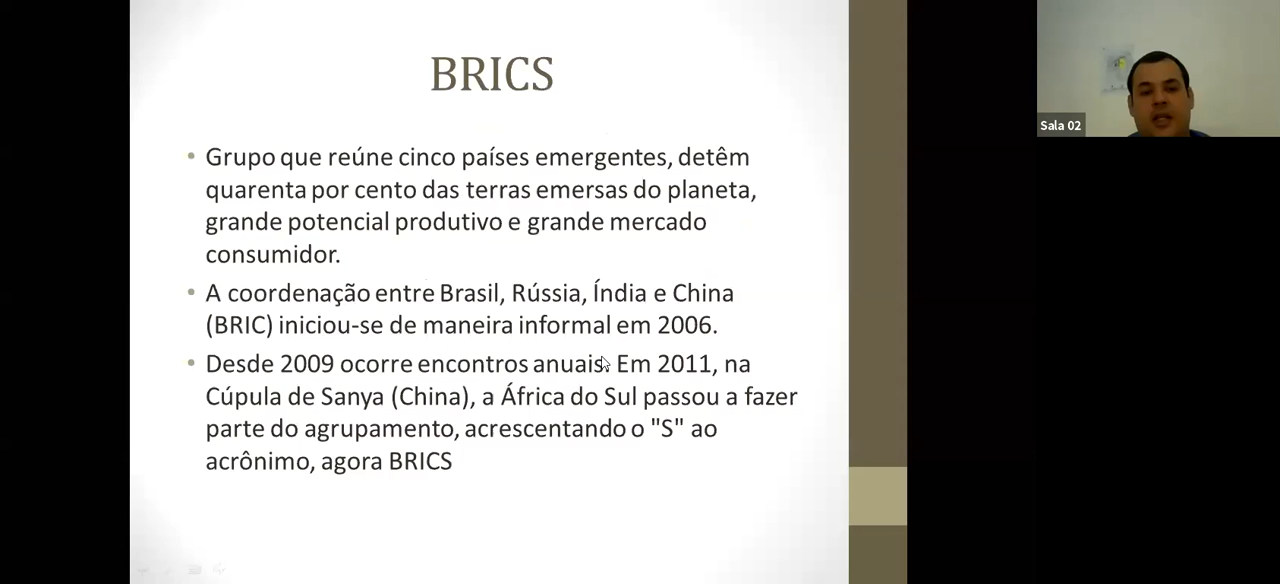 BRICS
• Grupo que reúne cinco países emergentes, detêm
quarenta por cento das terras emersas do planeta,
grande potencial produtivo e grande mercado
consumidor.
• A coordenação entre Brasil, Rússia, Índia e China
(BRIC) iniciou-se de maneira informal em 2006.
• Desde 2009 ocorre encontros anuais. Em 2011, na
Cúpula de Sanya (China), a África do Sul passou a fazer
parte do agrupamento, acrescentando o "S" ao
acrônimo, agora BRICS
Sala 02